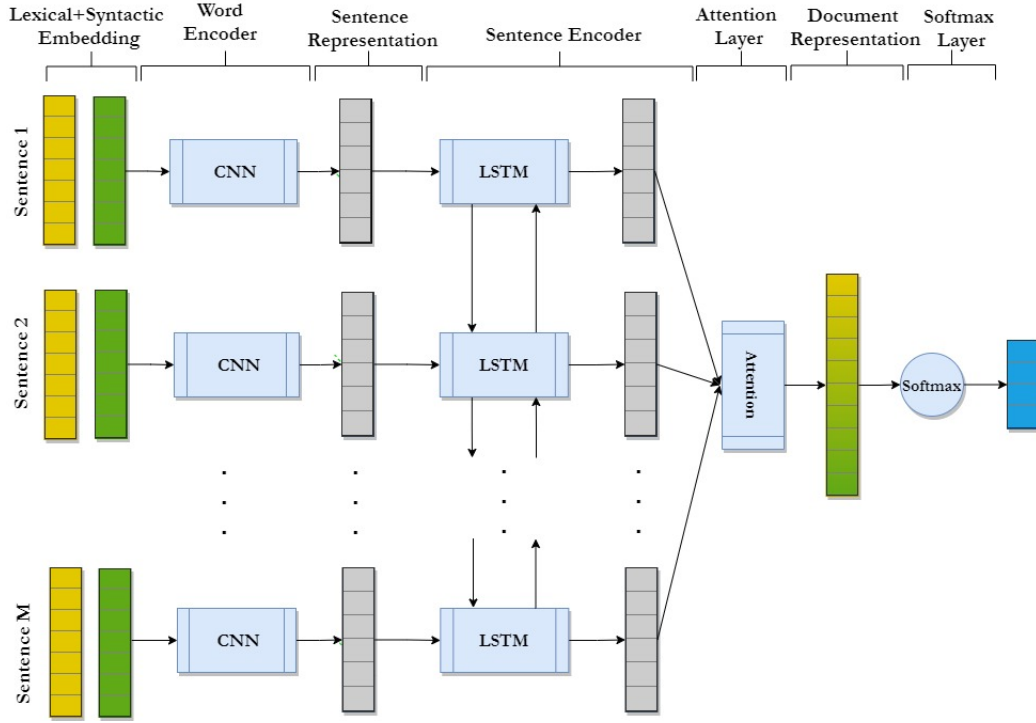 Lexical+Syntactic
Embedding
Word
Encoder
Sentence
Representation
Sentence Encoder
Attention
Layer
Document
Representation
Softmax
Layer
Sentence 1
CNN
LSTM
Sentence 2
CNN
LSTM
Attention
Softmax
Sentence M
CNN
LSTM